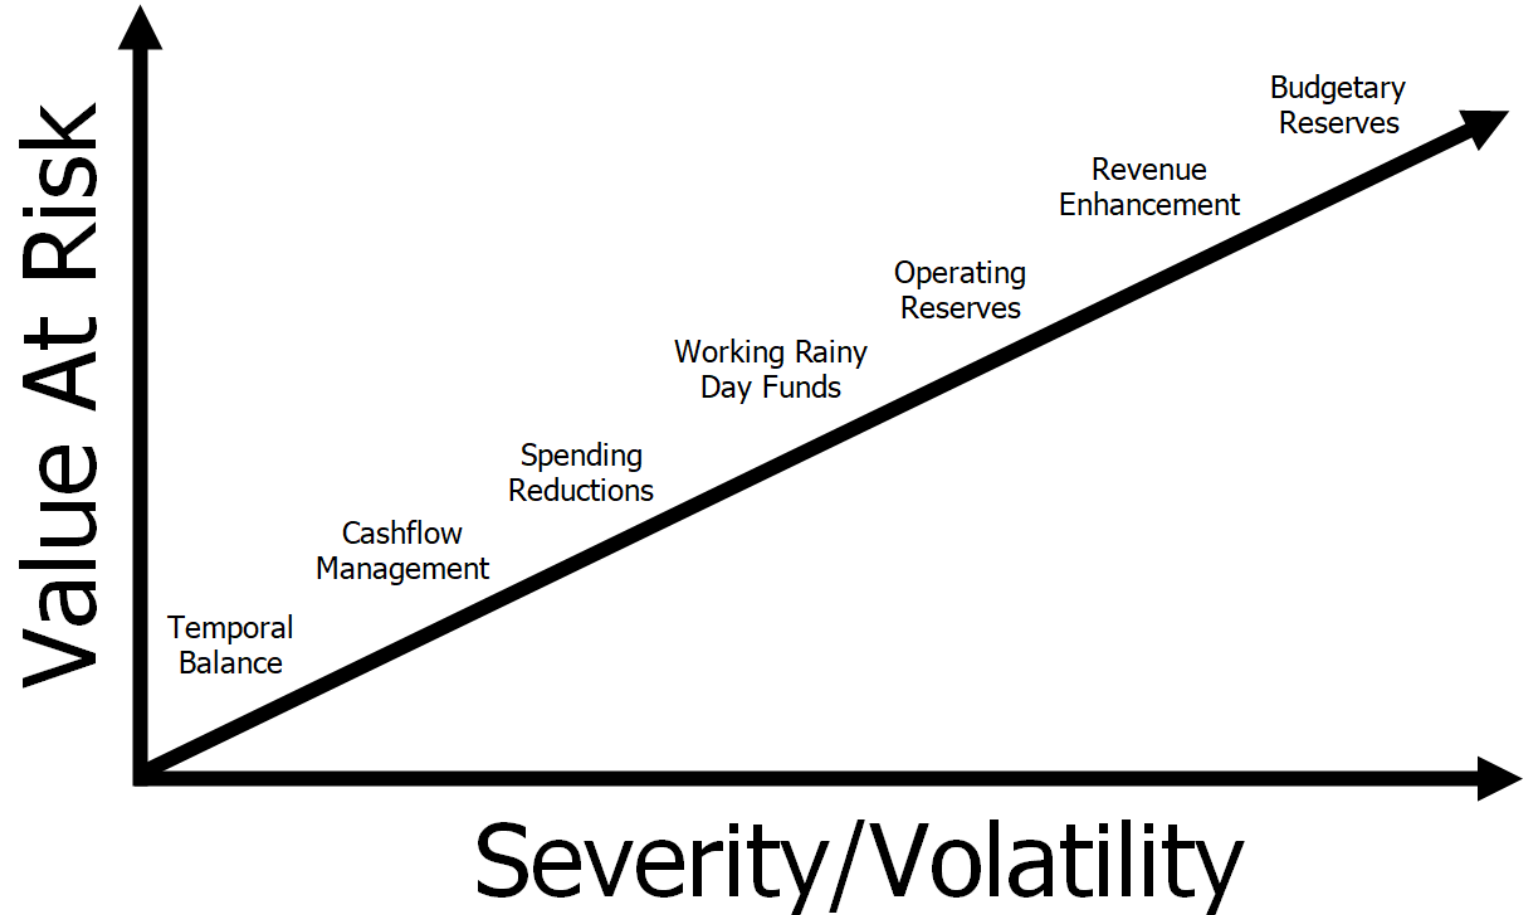 Budgetary
Reserves
Revenue
Enhancement
Operating
Reserves
Working Rainy
Day Funds
Spending
Reductions
Cashflow
Management
Temporal
Balance
Value At Risk
Severity/Volatility